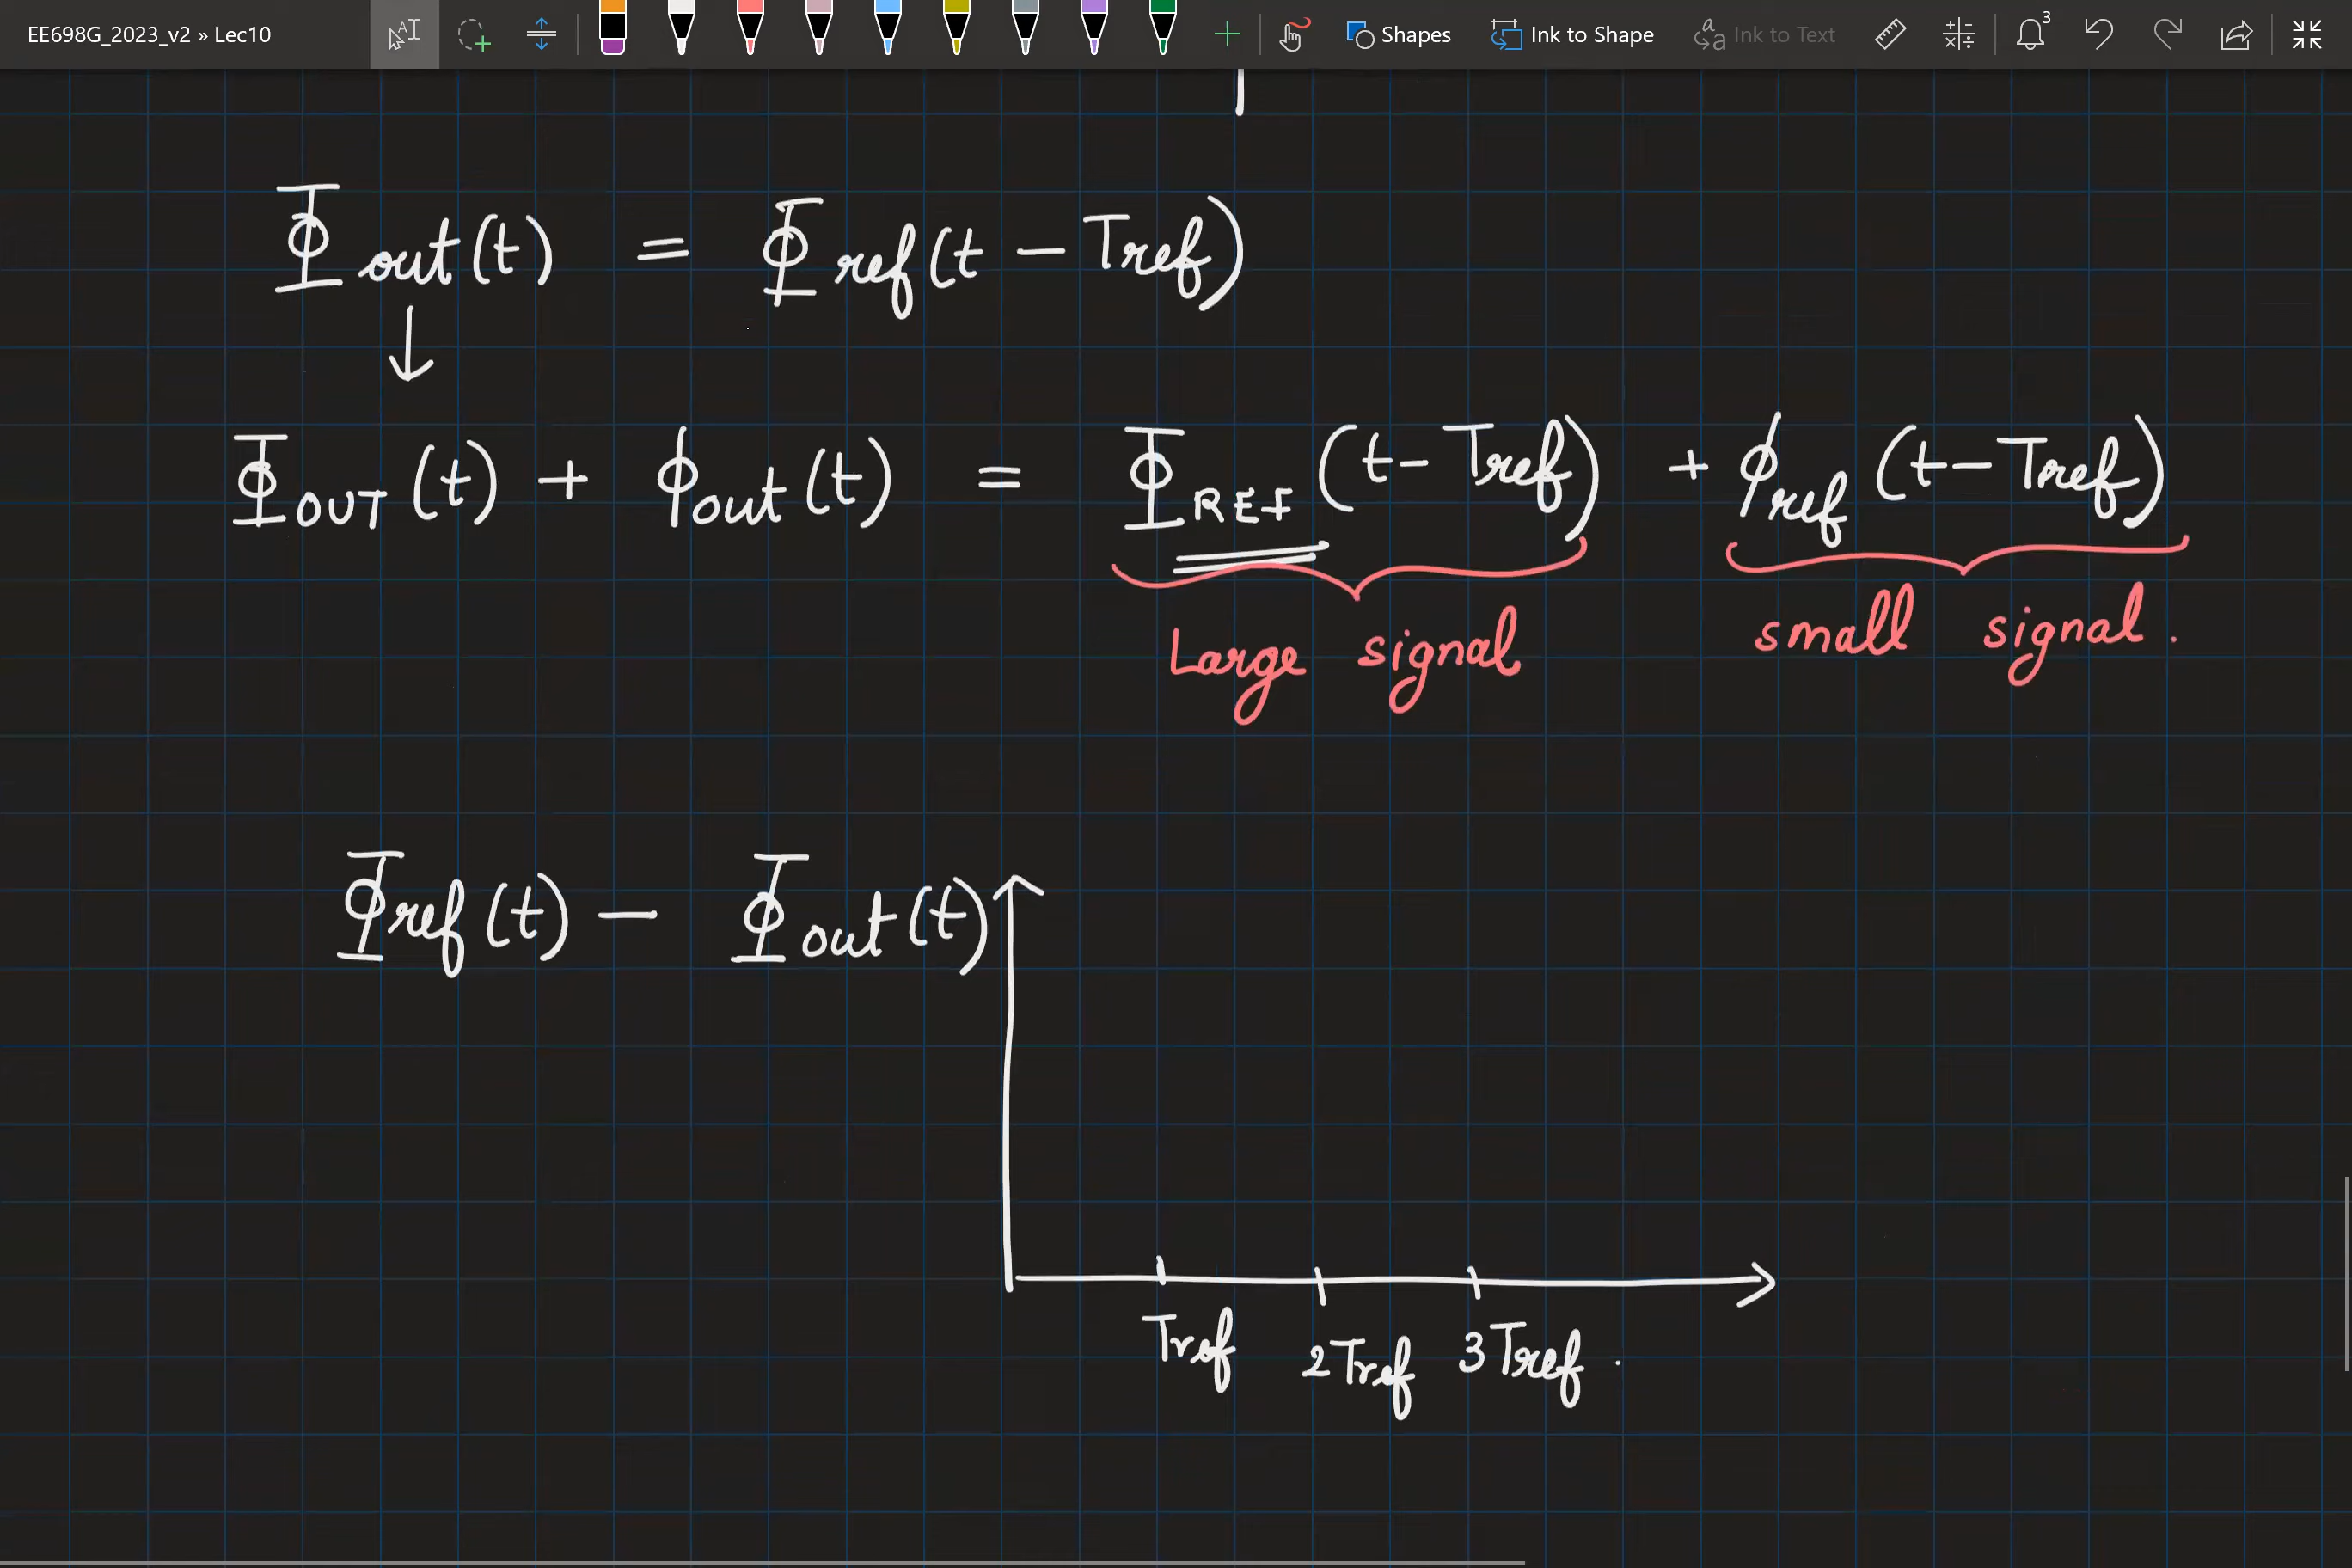 EE698G_2023_v2 » Lec10 Shapes Ink to Shape Ink to Text 3
Φout(t) = Φref(t − Tref)
↓
ΦOUT(t) + ϕout(t) = ΦREF(t − Tref) + ϕref(t − Tref)
Large signal small signal.
Φref(t) − Φout(t)
Tref 2Tref 3Tref .